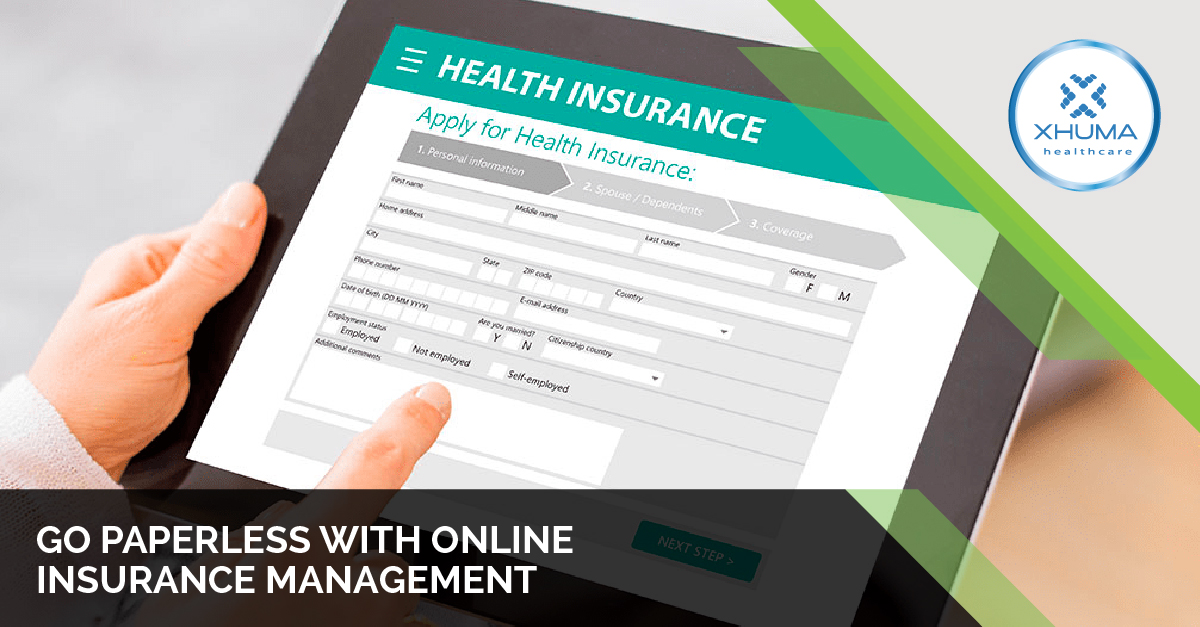 HEALTH INSURANCE
Apply for Health Insurance:
1. Personal information
2. Spouse / Dependents
3. Coverage
First name
Middle name
Last name
Gender
F
M
Home address
City
State
ZIP code
Country
Phone number
E-mail address
Date of birth (DD MM YYYY)
Are you married?
Y
N
Citizenship country
Employment status
Employed
Not employed
Self-employed
Additional comments
NEXT STEP >
XHUMA
healthcare
GO PAPERLESS WITH ONLINE
INSURANCE MANAGEMENT